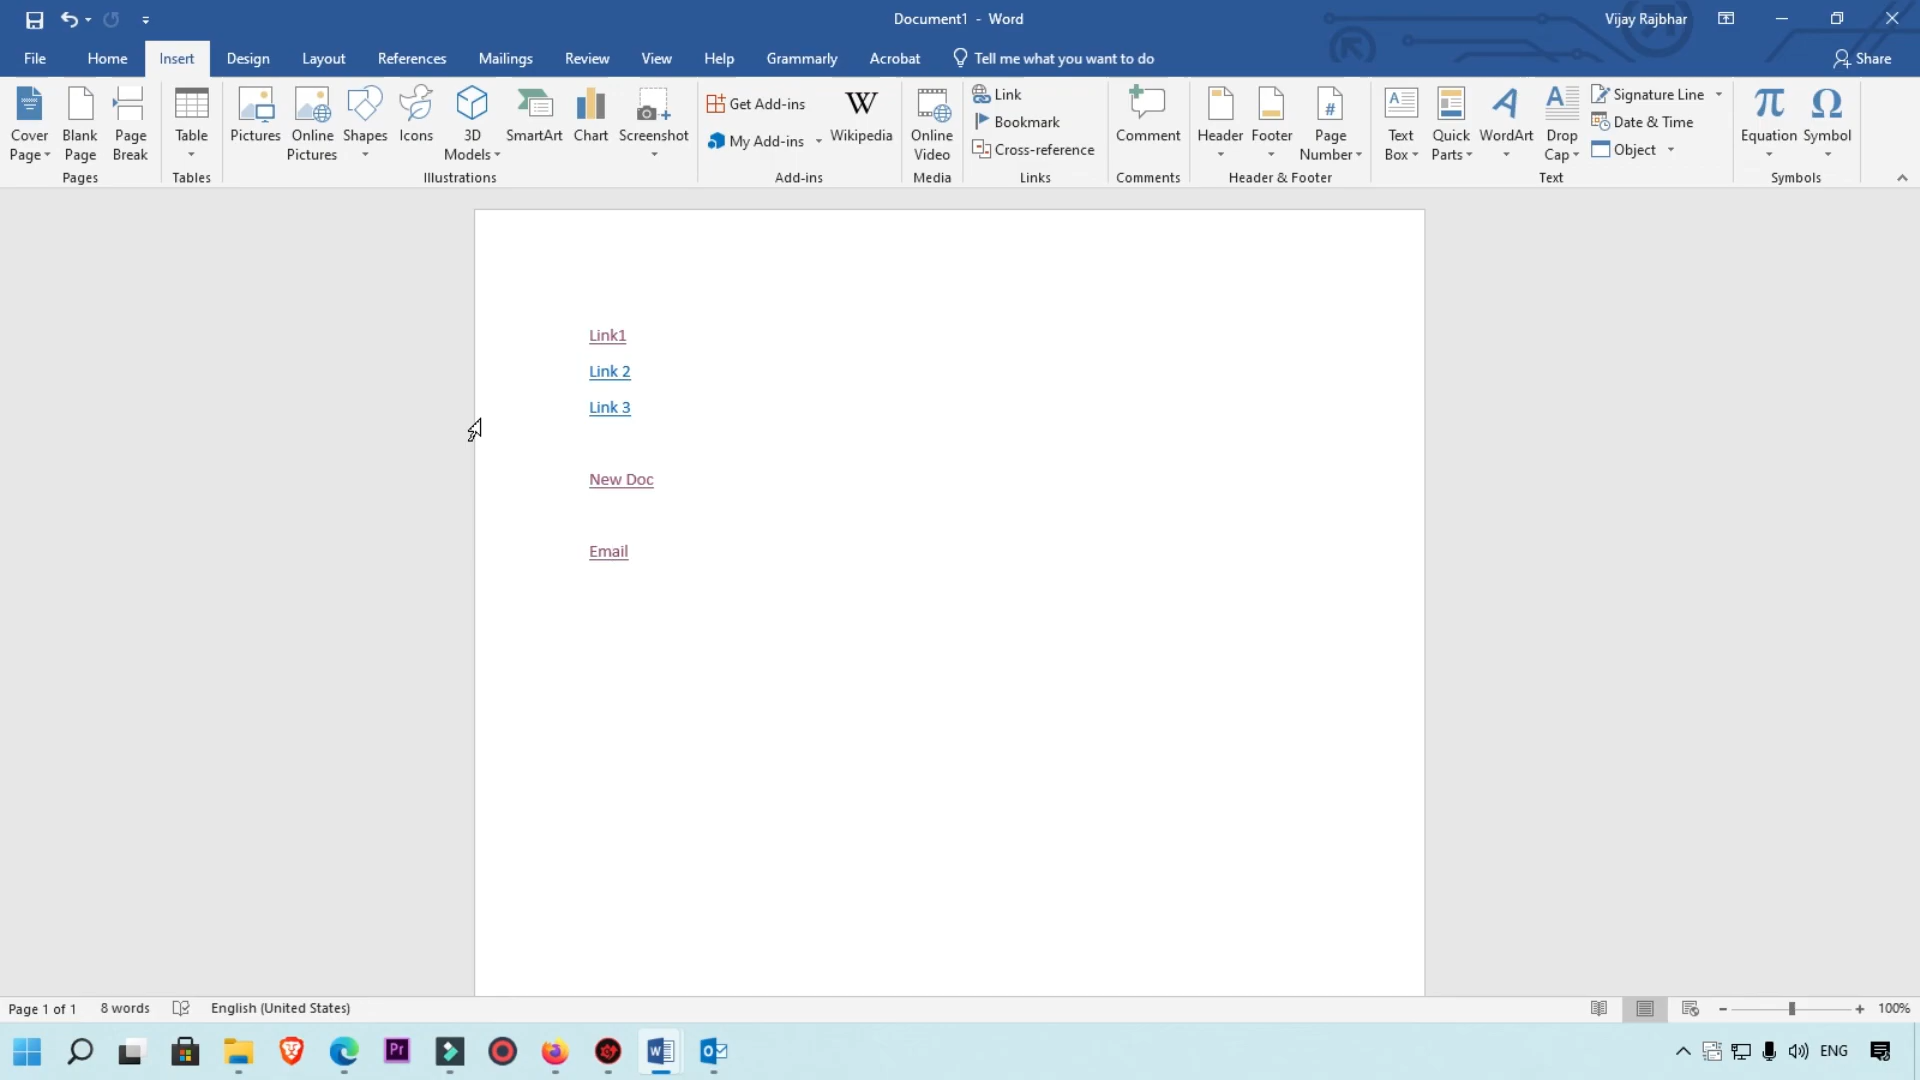 Document1 - Word
Vijay Rajbhar
File Home Insert Design Layout References Mailings Review View Help Grammarly Acrobat Tell me what you want to do Share
Cover Page
Blank Page
Page Break
Pages
Table
Tables
Pictures
Online Pictures
Shapes
Icons
3D Models
SmartArt
Chart
Screenshot
Illustrations
Get Add-ins
My Add-ins
W
Wikipedia
Add-ins
Online Video
Media
Link
Bookmark
Cross-reference
Links
Comment
Comments
Header
Footer
#
Page Number
Header & Footer
A
Text Box
Quick Parts
A
WordArt
A
Drop Cap
Signature Line
Date & Time
Object
Text
π
Equation
Ω
Symbol
Symbols
Link1
Link 2
Link 3
New Doc
Email
Page 1 of 1 8 words English (United States) - + 100%
Pr
ENG